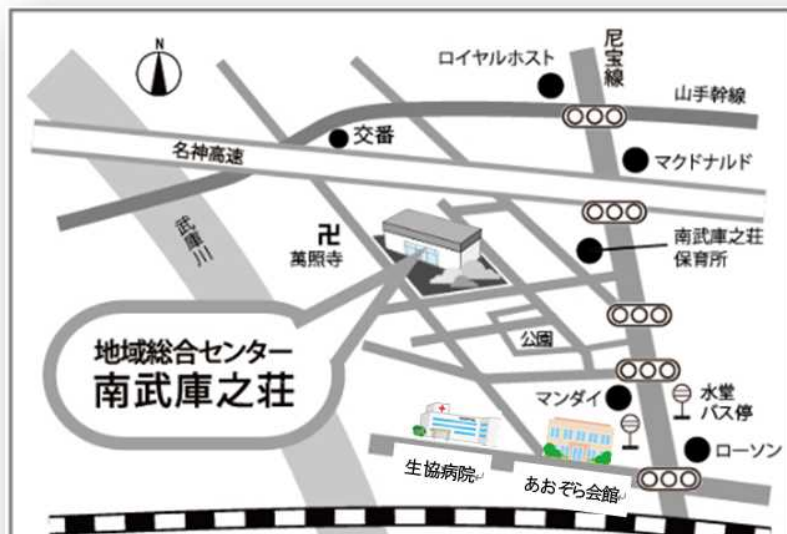 N
ロイヤルホスト
尼宝線
山手幹線
交番
名神高速
マクドナルド
武庫川
卍
萬照寺
南武庫之荘
保育所
地域総合センター
南武庫之荘
公園
マンダイ
水堂
バス停
ローソン
生協病院
あおぞら会館